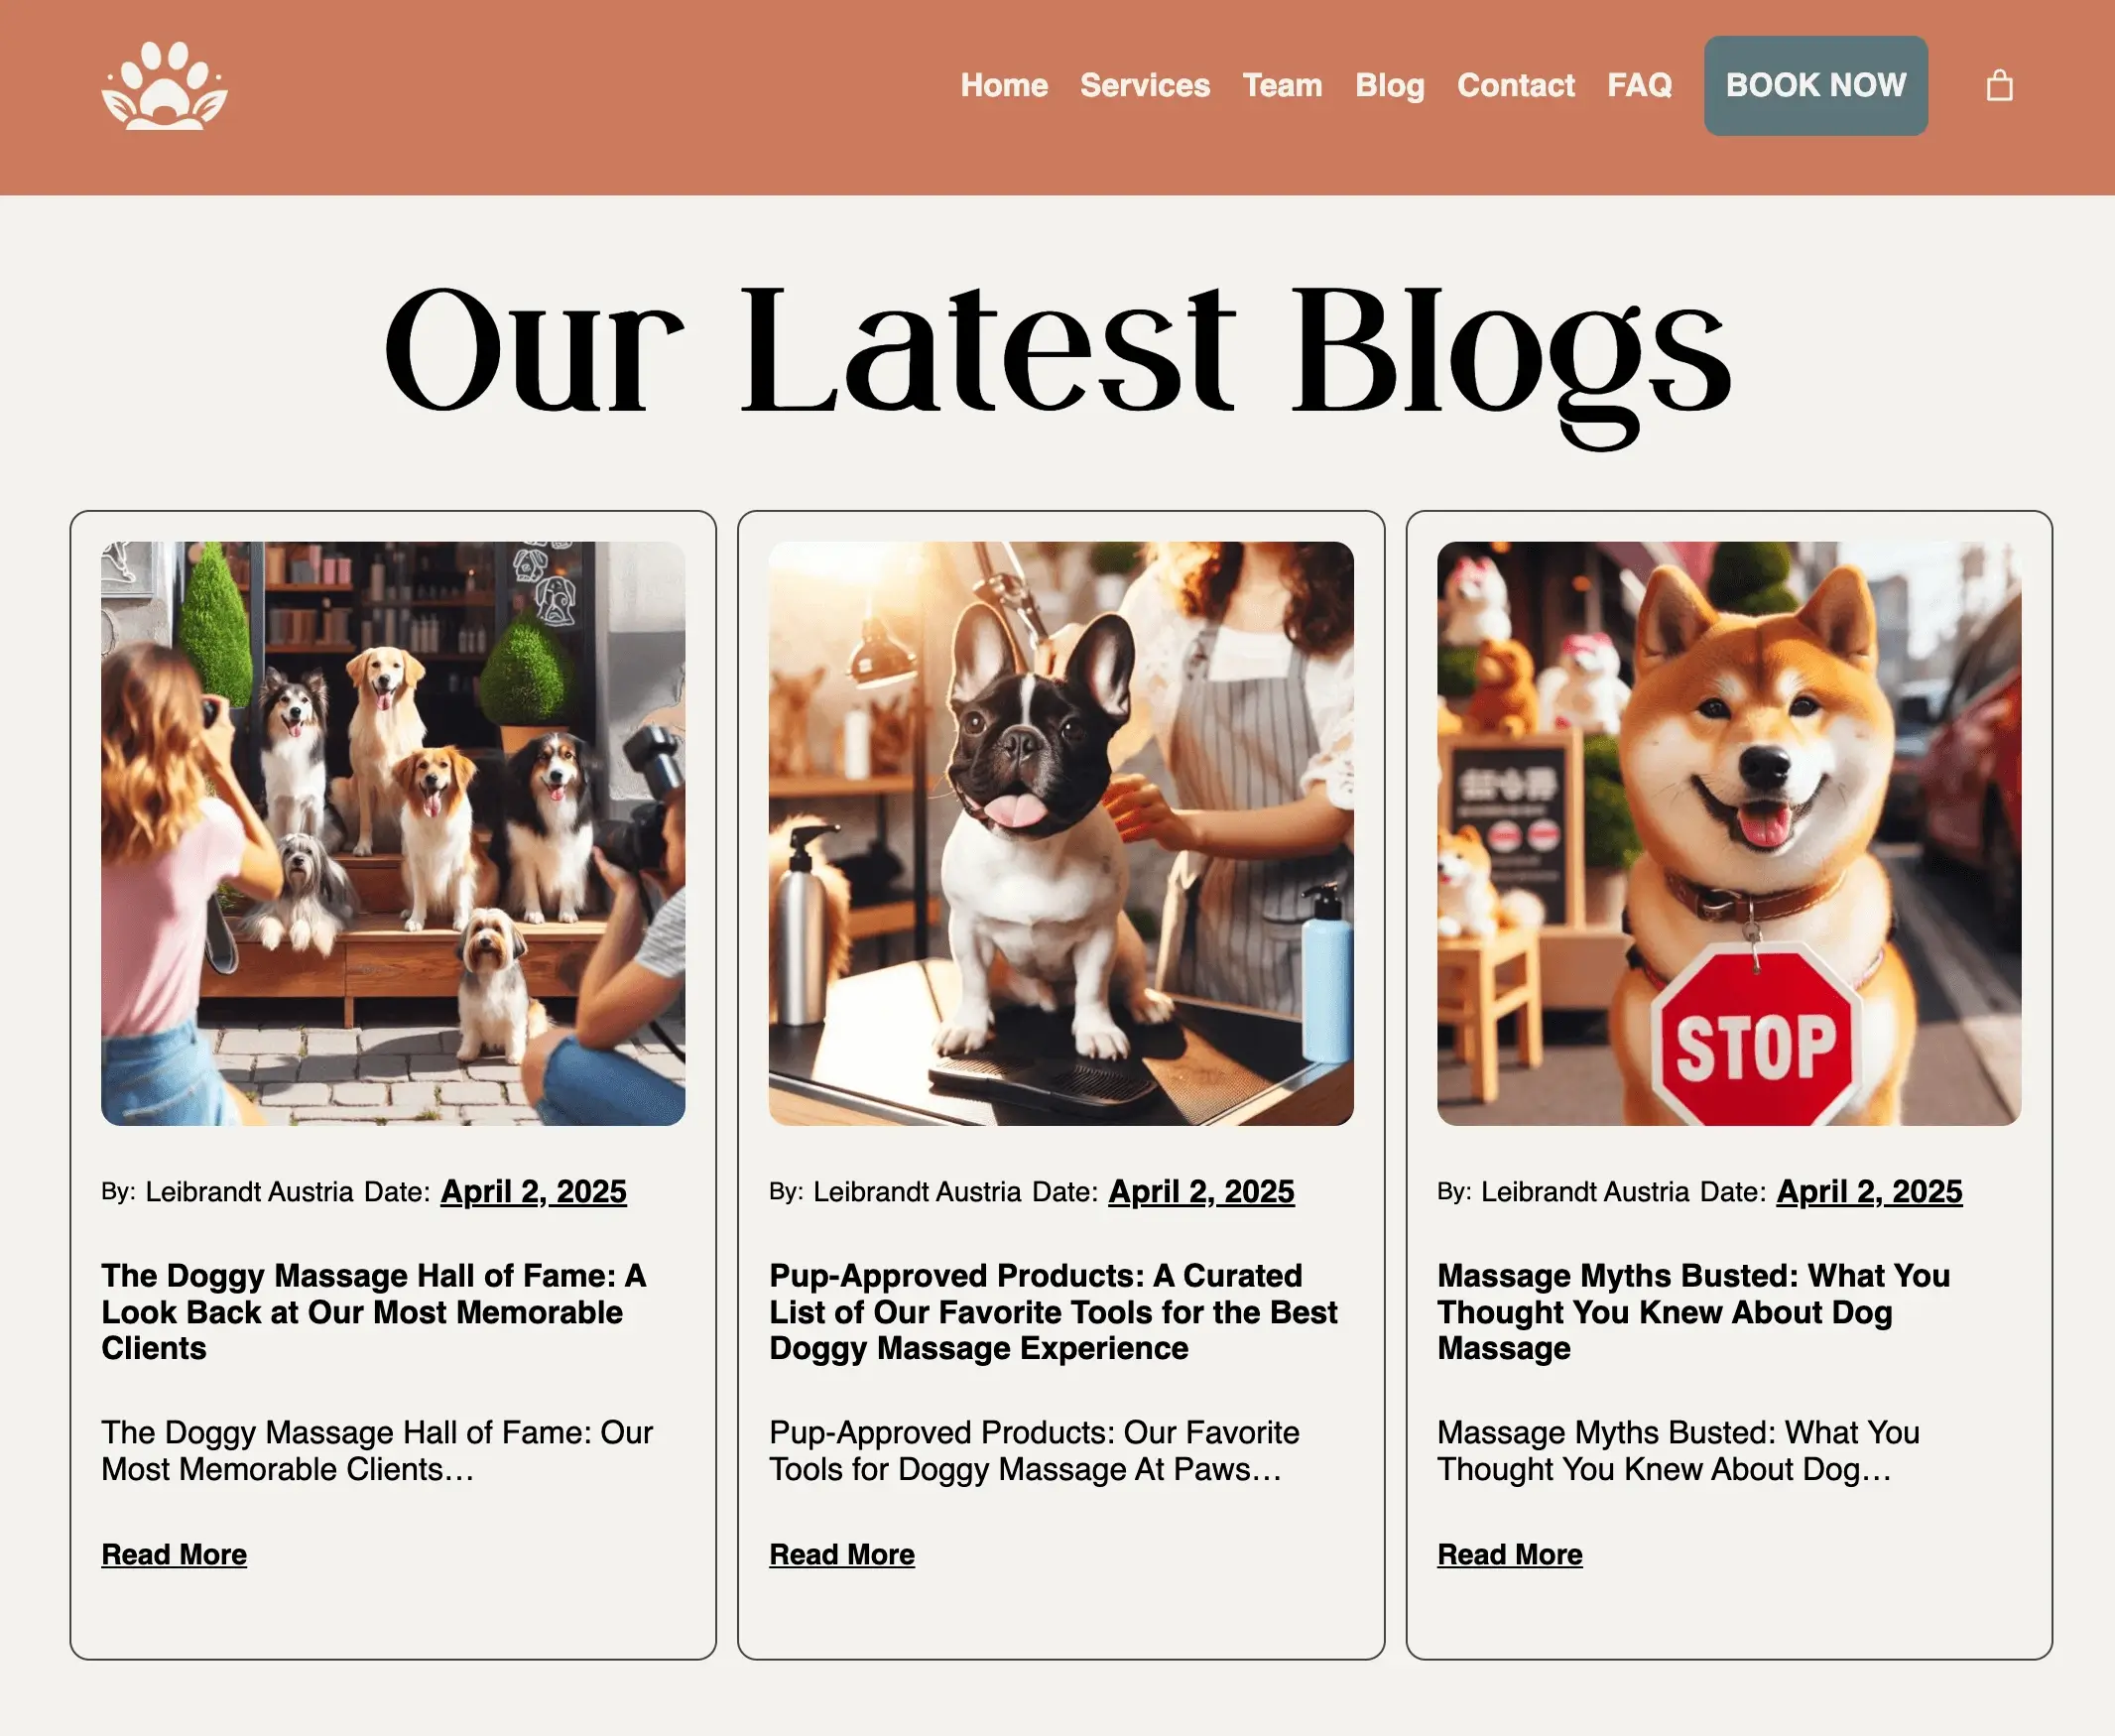 Home Services Team Blog Contact FAQ BOOK NOW
Our Latest Blogs
STOP
By: Leibrandt Austria Date: April 2, 2025
The Doggy Massage Hall of Fame: A
Look Back at Our Most Memorable
Clients
The Doggy Massage Hall of Fame: Our
Most Memorable Clients…
Read More
By: Leibrandt Austria Date: April 2, 2025
Pup-Approved Products: A Curated
List of Our Favorite Tools for the Best
Doggy Massage Experience
Pup-Approved Products: Our Favorite
Tools for Doggy Massage At Paws…
Read More
By: Leibrandt Austria Date: April 2, 2025
Massage Myths Busted: What You
Thought You Knew About Dog
Massage
Massage Myths Busted: What You
Thought You Knew About Dog…
Read More